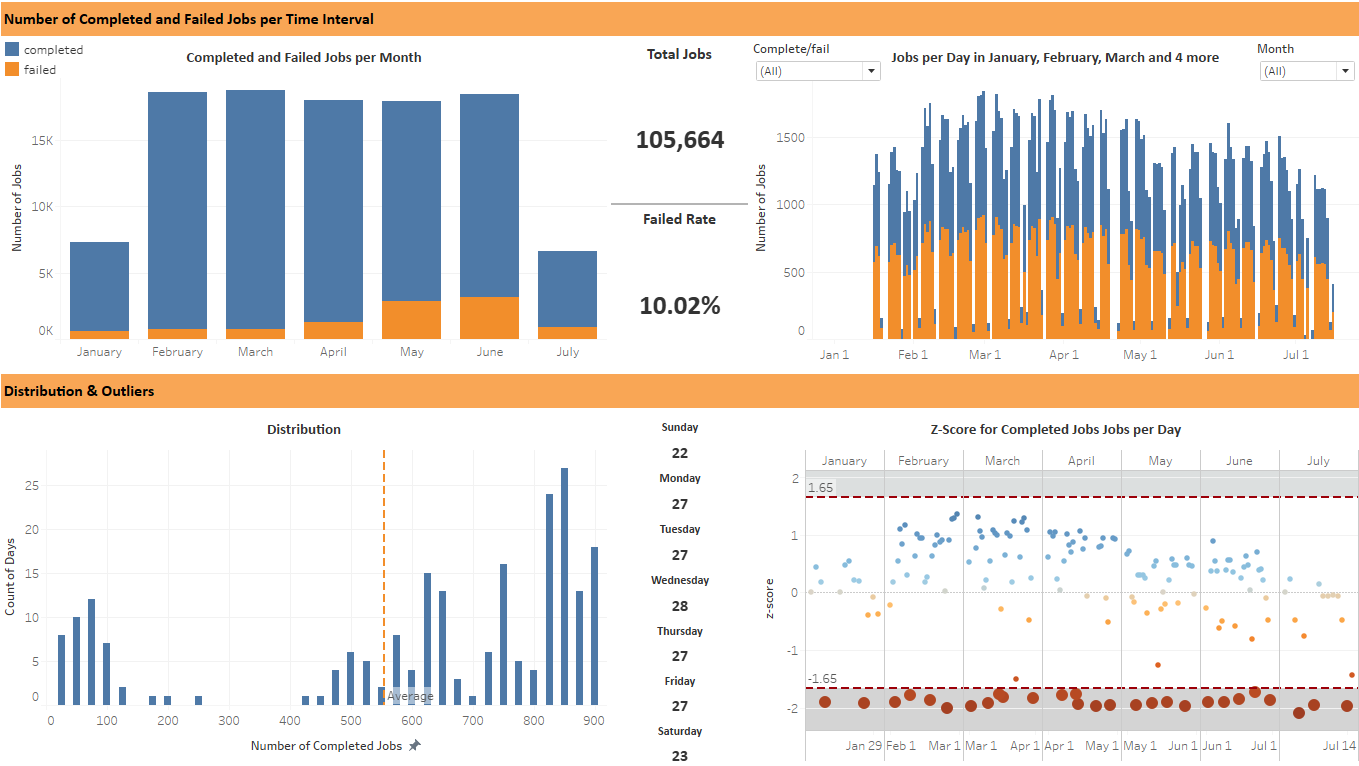 Number of Completed and Failed Jobs per Time Interval
completed
failed
Completed and Failed Jobs per Month
Number of Jobs
15K
10K
5K
0K
January February March April May June July
Total Jobs
105,664
Failed Rate
10.02%
Complete/fail
(All)
Jobs per Day in January, February, March and 4 more
Month
(All)
Number of Jobs
1500
1000
500
0
Jan 1 Feb 1 Mar 1 Apr 1 May 1 Jun 1 Jul 1
Distribution & Outliers
Distribution
Count of Days
25
20
15
10
5
0
Average
0 100 200 300 400 500 600 700 800 900
Number of Completed Jobs
Sunday
22
Monday
27
Tuesday
27
Wednesday
28
Thursday
27
Friday
27
Saturday
23
Z-Score for Completed Jobs Jobs per Day
January February March April May June July
z-score
2
1.65
1
0
-1
-1.65
-2
Jan 29 Feb 1 Mar 1 Mar 1 Apr 1 Apr 1 May 1 May 1 Jun 1 Jun 1 Jul 1 Jul 14